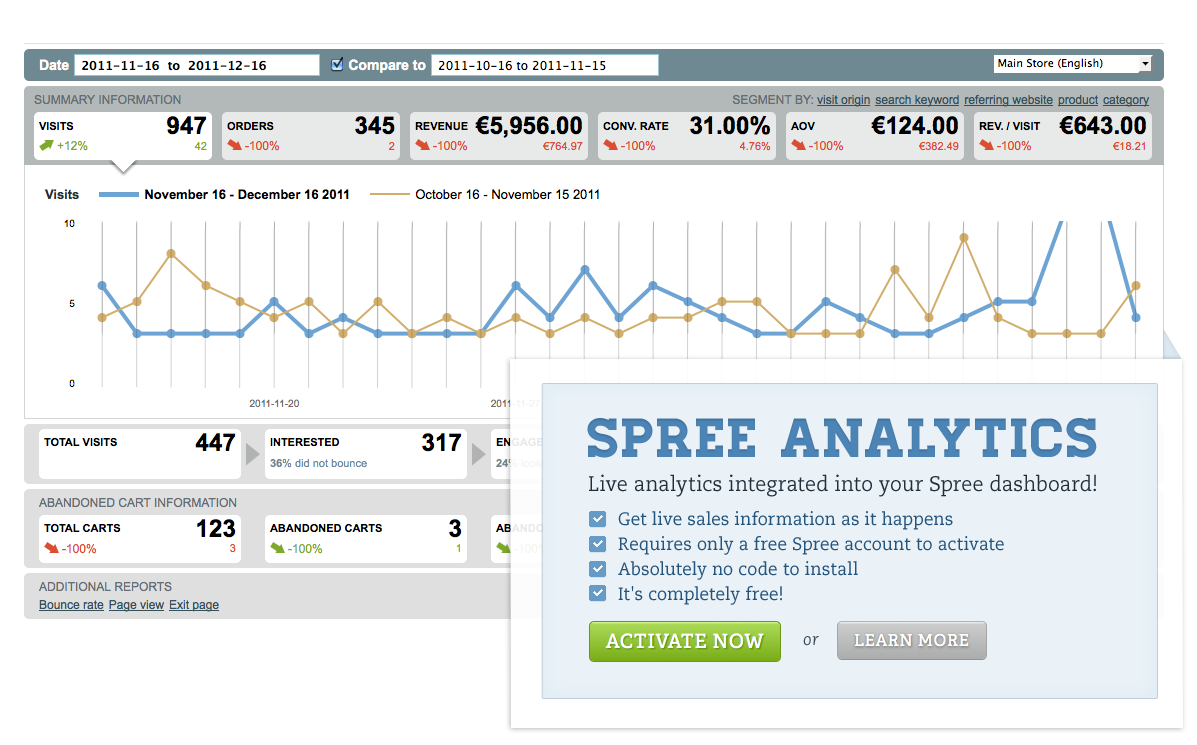 Date 2011-11-16 to 2011-12-16 Compare to 2011-10-16 to 2011-11-15 Main Store (English)
SUMMARY INFORMATION SEGMENT BY: visit origin search keyword referring website product category
VISITS 947 ORDERS 345 REVENUE €5,956.00 CONV. RATE 31.00% AOV €124.00 REV. / VISIT €643.00
+12% 42 -100% 2 -100% €764.97 -100% 4.76% -100% €382.49 -100% €18.21
Visits November 16 - December 16 2011 October 16 - November 15 2011
10
5
0
2011-11-20 2011-11-27
TOTAL VISITS 447 INTERESTED 317 ENGAGE
36% did not bounce 24%
ABANDONED CART INFORMATION
TOTAL CARTS 123 ABANDONED CARTS 3
-100% 3 -100% 1 -100%
ADDITIONAL REPORTS
Bounce rate Page view Exit page
SPREE ANALYTICS
Live analytics integrated into your Spree dashboard!
Get live sales information as it happens
Requires only a free Spree account to activate
Absolutely no code to install
It's completely free!
ACTIVATE NOW or LEARN MORE